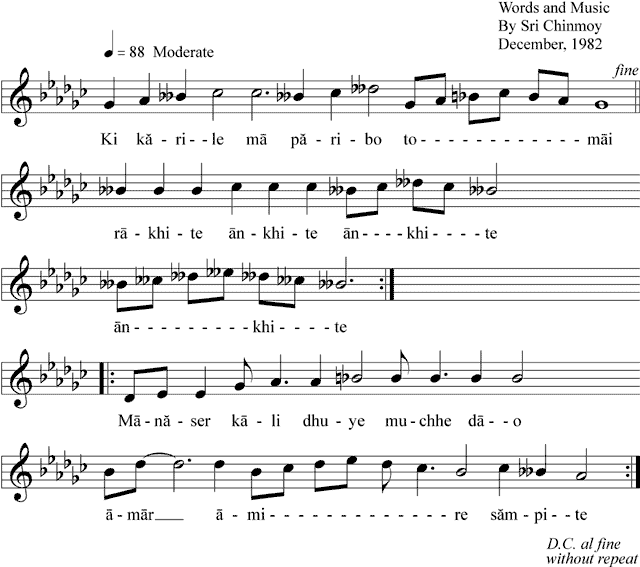 Words and Music
By Sri Chinmoy
December, 1982
= 88 Moderate
fine
Ki kă - ri - le mā pă - ri - bo to - - - - - - - - - - - - - māi
rā - khi - te ān - khi - te ān - - - - khi - - - - te
ān - - - - - - - - - khi - - - - te
Mā - nă - ser kā - li dhu - ye mu - chhe dā - - o
ā - mār ā - mi - - - - - - - - - - - - - - re săm - pi - te
D.C. al fine
without repeat